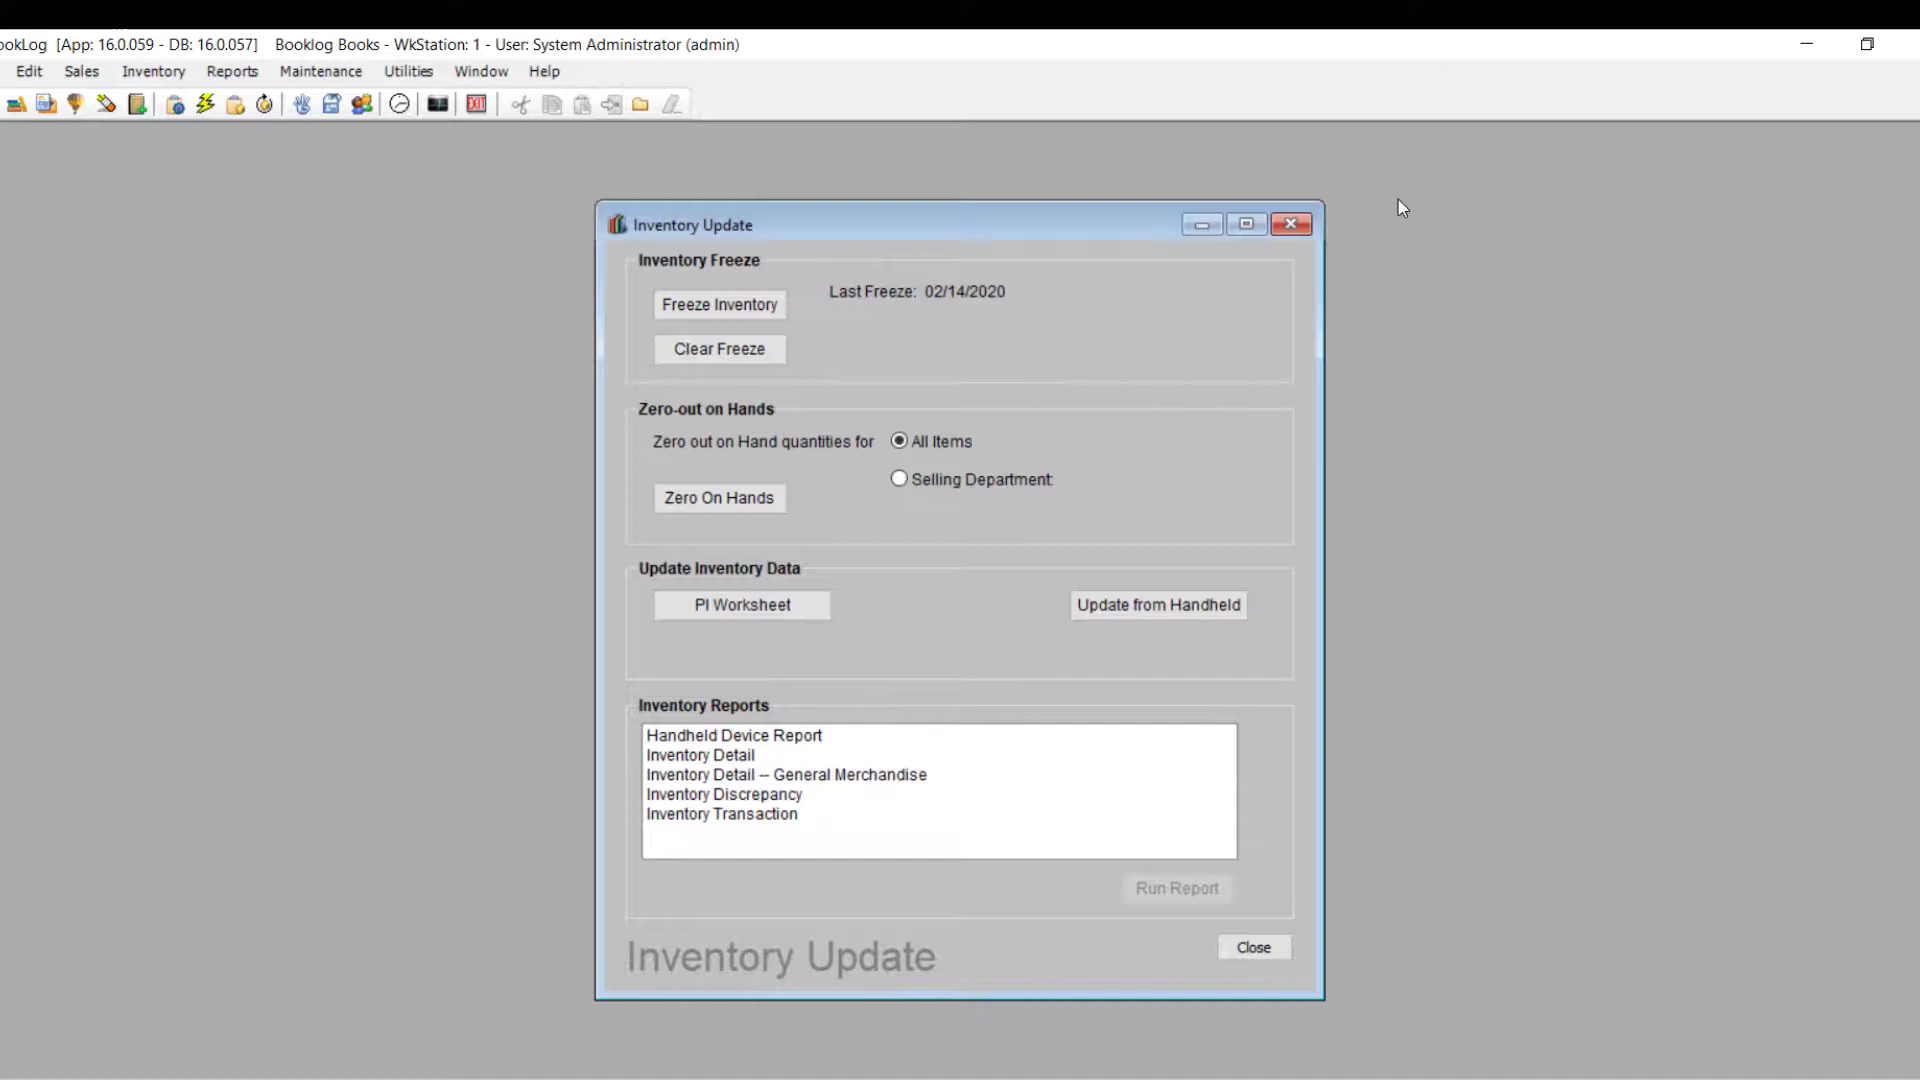 ookLog [App: 16.0.059 - DB: 16.0.057] Booklog Books - WkStation: 1 - User: System Administrator (admin)
Edit Sales Inventory Reports Maintenance Utilities Window Help
EXIT
Inventory Update
Inventory Freeze
Freeze Inventory
Last Freeze: 02/14/2020
Clear Freeze
Zero-out on Hands
Zero out on Hand quantities for
All Items
Selling Department:
Zero On Hands
Update Inventory Data
PI Worksheet
Update from Handheld
Inventory Reports
Handheld Device Report
Inventory Detail
Inventory Detail -- General Merchandise
Inventory Discrepancy
Inventory Transaction
Run Report
Inventory Update
Close